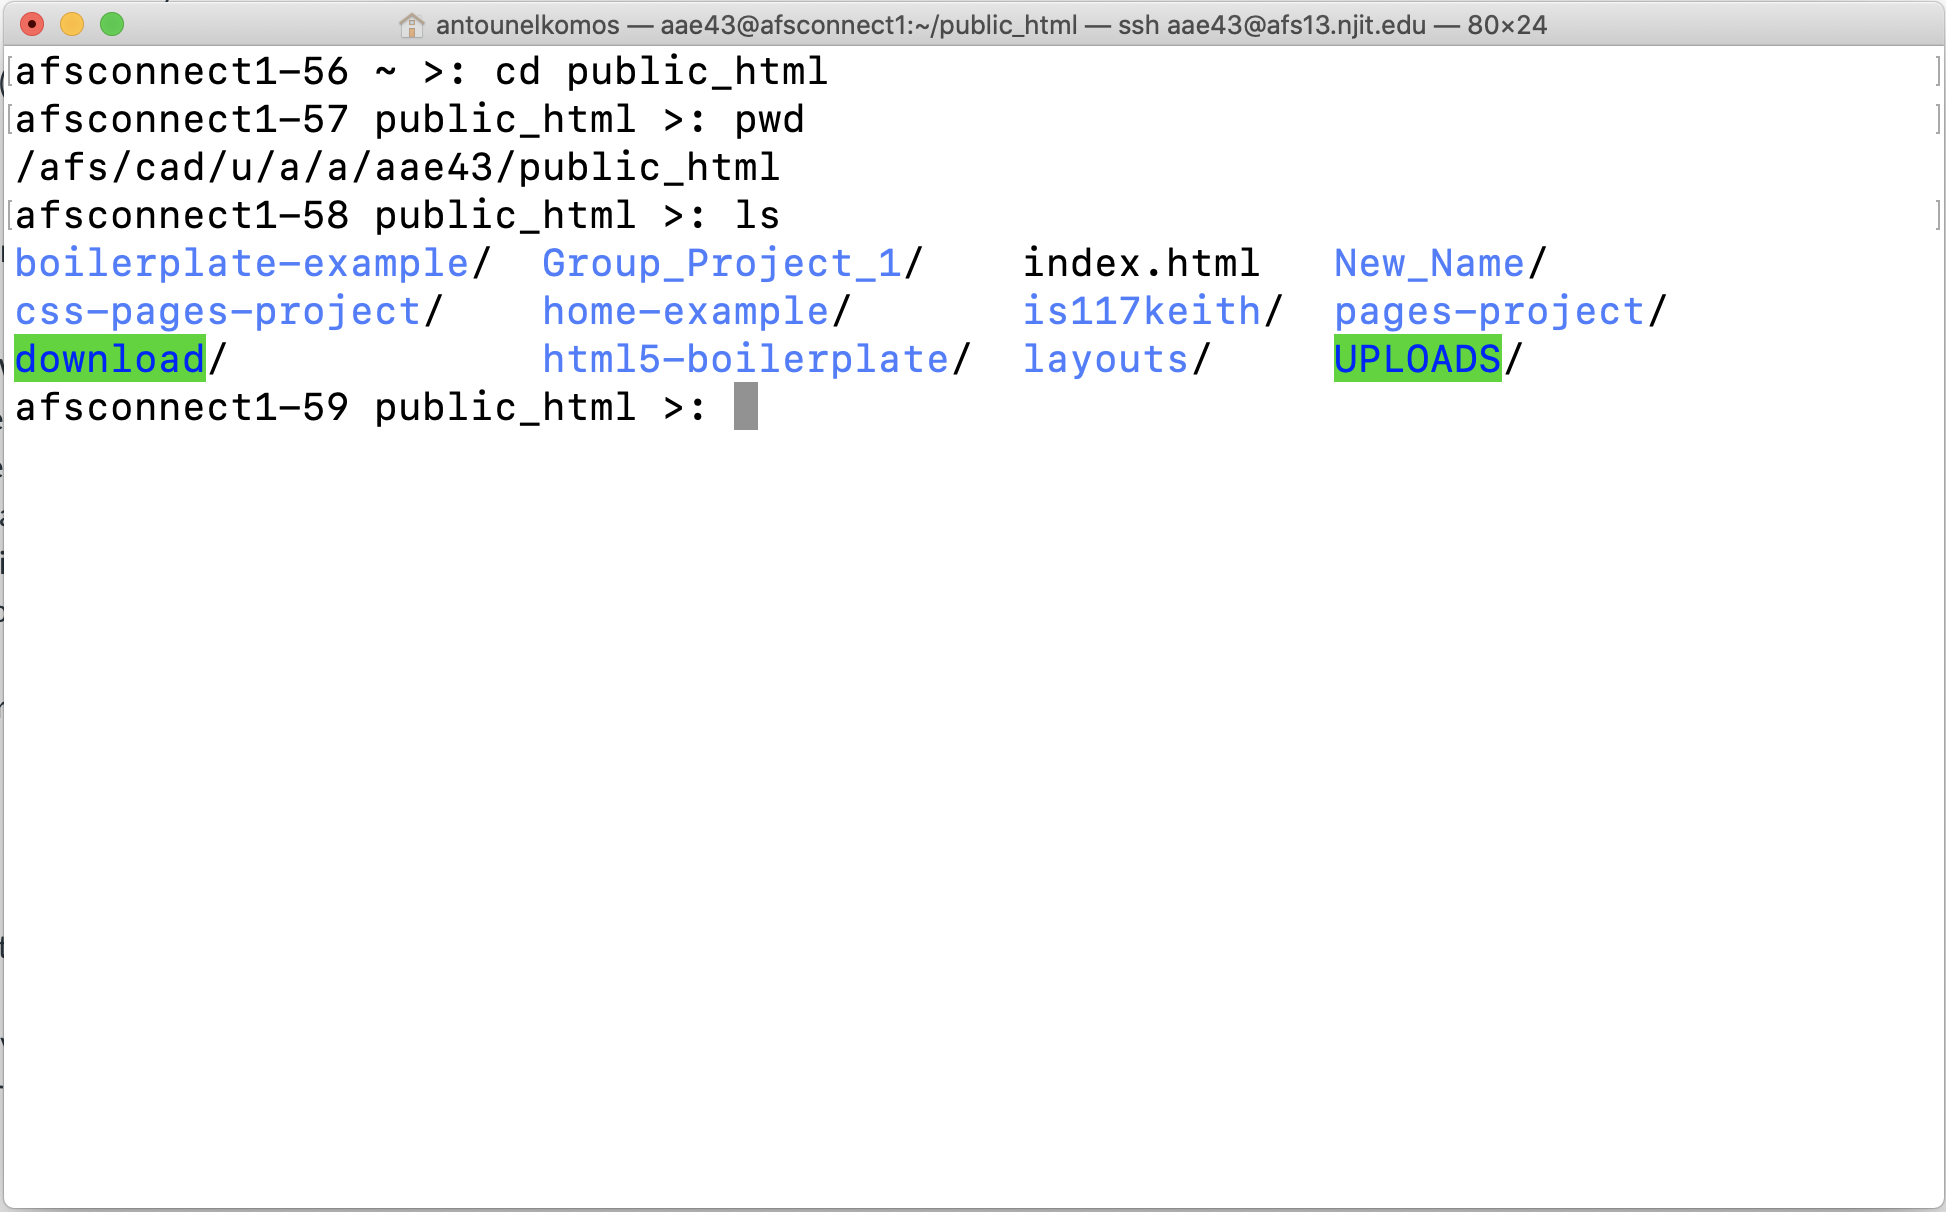 antounelkomos — aae43@afsconnect1:~/public_html — ssh aae43@afs13.njit.edu — 80×24
afsconnect1-56 ~ >: cd public_html
afsconnect1-57 public_html >: pwd
/afs/cad/u/a/a/aae43/public_html
afsconnect1-58 public_html >: ls
boilerplate-example/ Group_Project_1/ index.html New_Name/
css-pages-project/ home-example/ is117keith/ pages-project/
download/ html5-boilerplate/ layouts/ UPLOADS/
afsconnect1-59 public_html >: